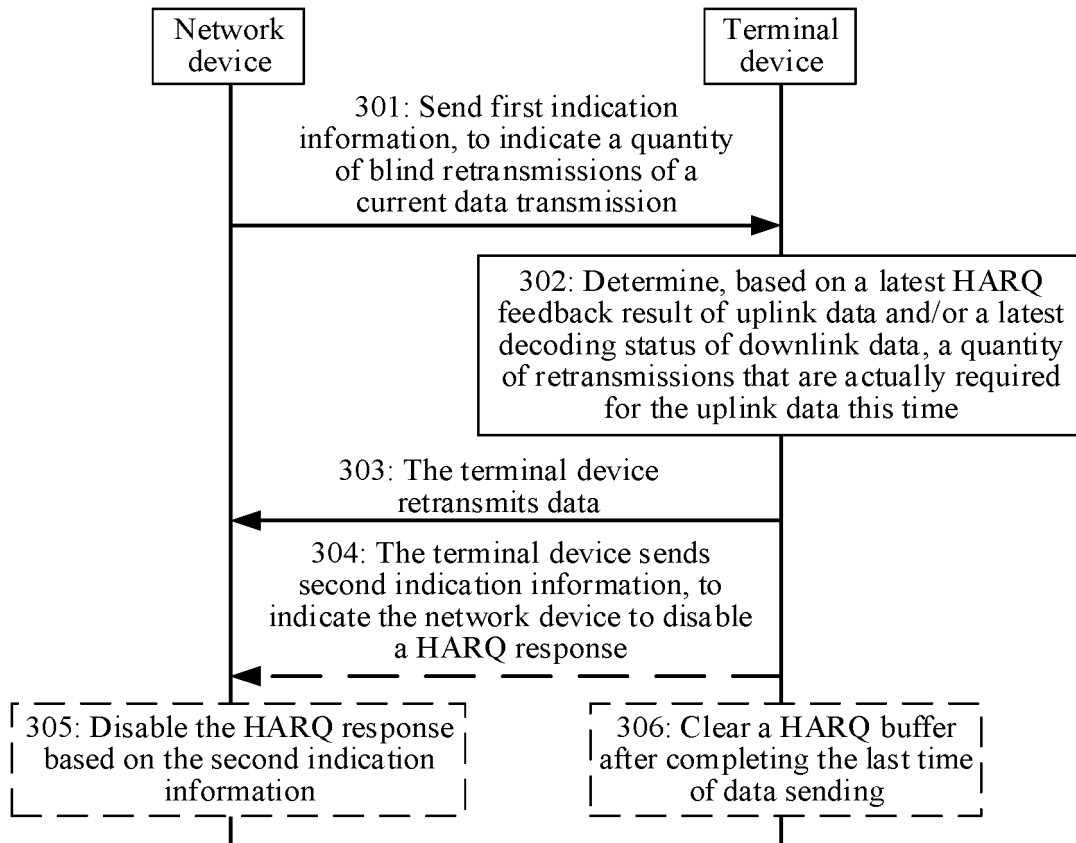 Network
device
Terminal
device
301: Send first indication
information, to indicate a quantity
of blind retransmissions of a
current data transmission
302: Determine, based on a latest HARQ
feedback result of uplink data and/or a latest
decoding status of downlink data, a quantity
of retransmissions that are actually required
for the uplink data this time
303: The terminal device
retransmits data
304: The terminal device sends
second indication information, to
indicate the network device to disable
a HARQ response
305: Disable the HARQ response
based on the second indication
information
306: Clear a HARQ buffer
after completing the last time
of data sending